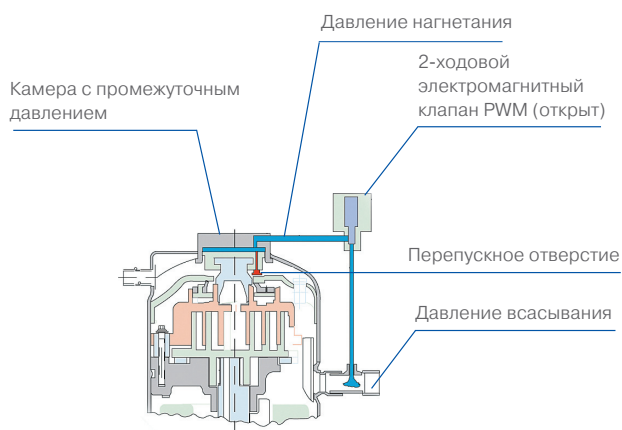 Давление нагнетания
2-ходовой
электромагнитный
клапан PWM (открыт)
Камера с промежуточным
давлением
Перепускное отверстие
Давление всасывания